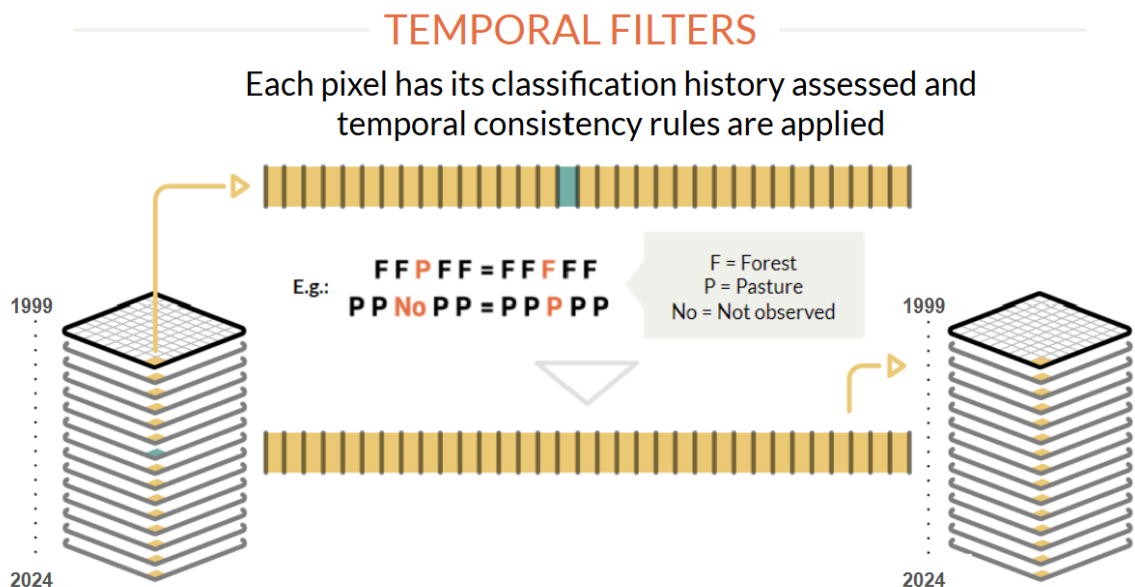 TEMPORAL FILTERS
Each pixel has its classification history assessed and
temporal consistency rules are applied
E.g.:
F F P F F = F F F F F
P P No P P = P P P P P
F = Forest
P = Pasture
No = Not observed
1999
2024
1999
2024